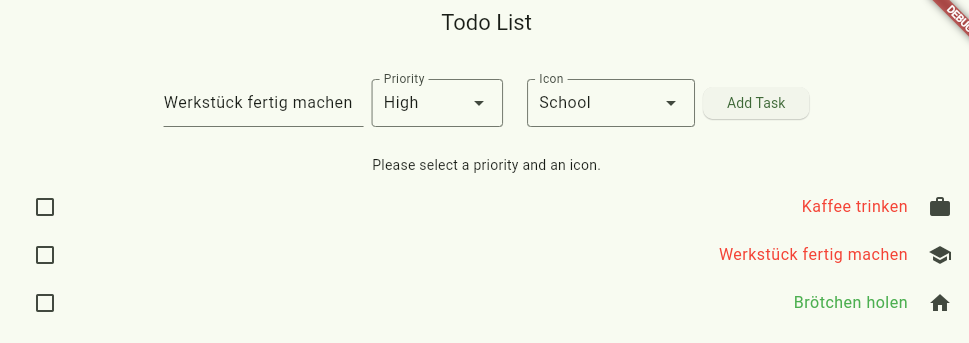 Todo List
DEBUG
Priority
Icon
Werkstück fertig machen
High
School
Add Task
Please select a priority and an icon.
Kaffee trinken
Werkstück fertig machen
Brötchen holen